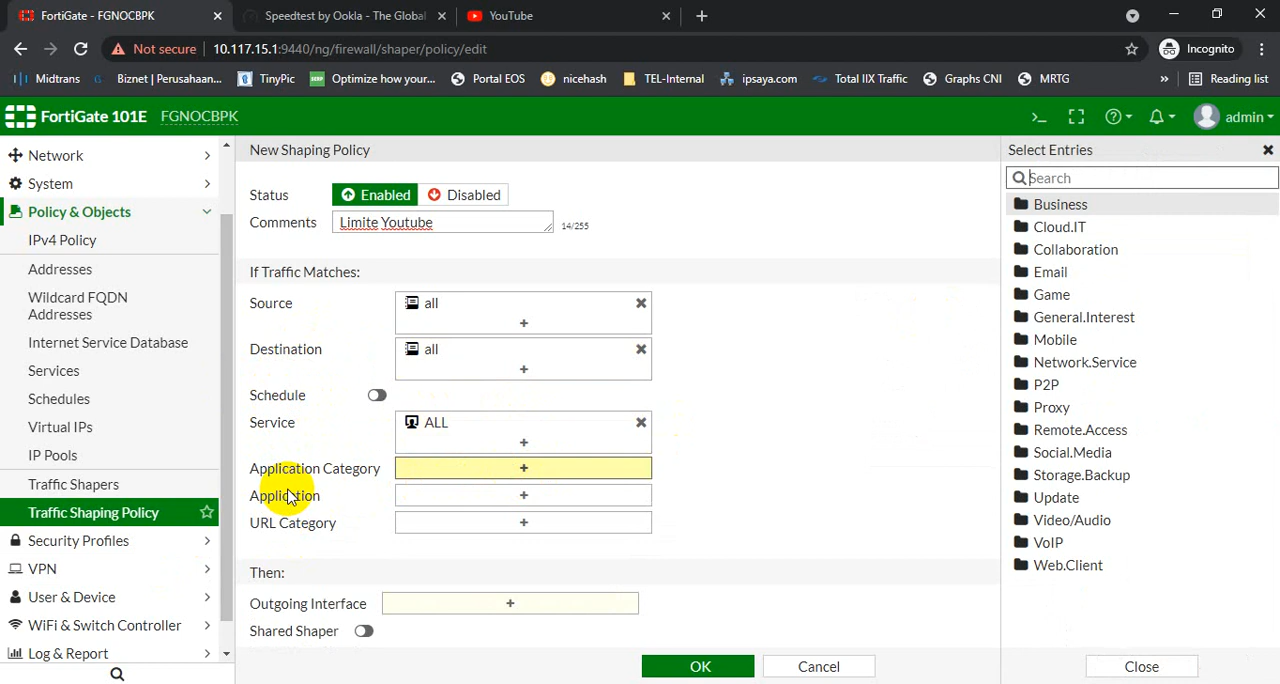 FortiGate - FGNOCBPK
Speedtest by Ookla - The Global
YouTube
Not secure
10.117.15.1:9440/ng/firewall/shaper/policy/edit
Incognito
Midtrans
Biznet | Perusahaan...
TinyPic
Optimize how your...
Portal EOS
nicehash
TEL-Internal
ipsaya.com
Total IIX Traffic
Graphs CNI
MRTG
»
Reading list
FortiGate 101E
FGNOCBPK
admin
Network
System
Policy & Objects
IPv4 Policy
Addresses
Wildcard FQDN
Addresses
Internet Service Database
Services
Schedules
Virtual IPs
IP Pools
Traffic Shapers
Traffic Shaping Policy
Security Profiles
VPN
User & Device
WiFi & Switch Controller
Log & Report
New Shaping Policy
Status
Enabled
Disabled
Comments
Limite Youtube
14/255
If Traffic Matches:
Source
all
+
Destination
all
+
Schedule
Service
ALL
+
Application Category
+
Application
+
URL Category
+
Then:
Outgoing Interface
+
Shared Shaper
OK
Cancel
Select Entries
Search
Business
Cloud.IT
Collaboration
Email
Game
General.Interest
Mobile
Network.Service
P2P
Proxy
Remote.Access
Social.Media
Storage.Backup
Update
Video/Audio
VoIP
Web.Client
Close